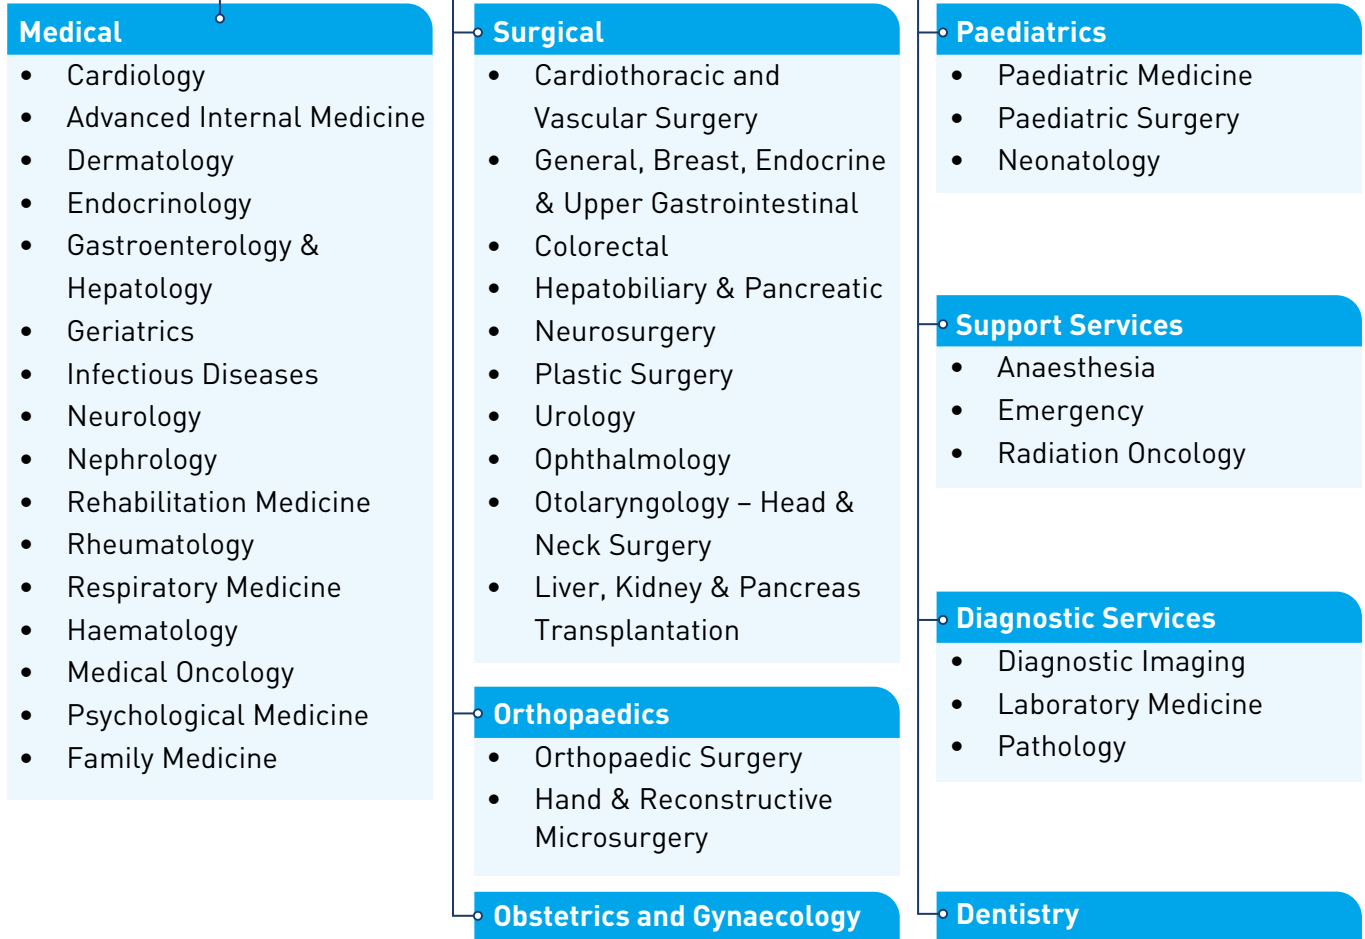 Medical
• Cardiology
• Advanced Internal Medicine
• Dermatology
• Endocrinology
• Gastroenterology &
Hepatology
• Geriatrics
• Infectious Diseases
• Neurology
• Nephrology
• Rehabilitation Medicine
• Rheumatology
• Respiratory Medicine
• Haematology
• Medical Oncology
• Psychological Medicine
• Family Medicine
Surgical
• Cardiothoracic and
Vascular Surgery
• General, Breast, Endocrine
& Upper Gastrointestinal
• Colorectal
• Hepatobiliary & Pancreatic
• Neurosurgery
• Plastic Surgery
• Urology
• Ophthalmology
• Otolaryngology – Head &
Neck Surgery
• Liver, Kidney & Pancreas
Transplantation
Orthopaedics
• Orthopaedic Surgery
• Hand & Reconstructive
Microsurgery
Obstetrics and Gynaecology
Paediatrics
• Paediatric Medicine
• Paediatric Surgery
• Neonatology
Support Services
• Anaesthesia
• Emergency
• Radiation Oncology
Diagnostic Services
• Diagnostic Imaging
• Laboratory Medicine
• Pathology
Dentistry